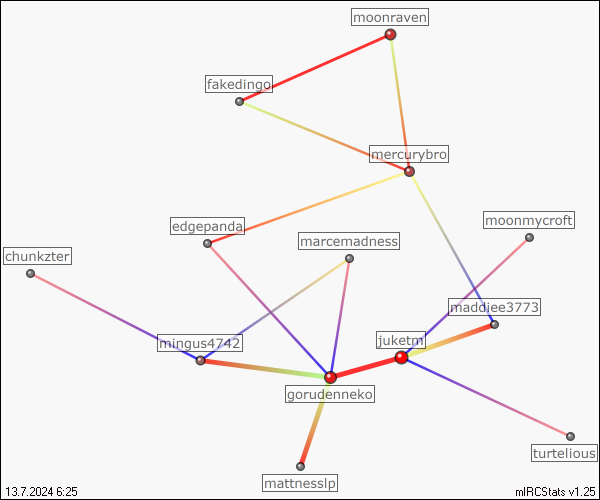 moonraven
fakedingo
mercurybro
edgepanda
moonmycroft
marcemadness
chunkzter
maddiee3773
mingus4742
juketm
gorudenneko
turtelious
mattnesslp
13.7.2024 6:25
mIRCStats v1.25